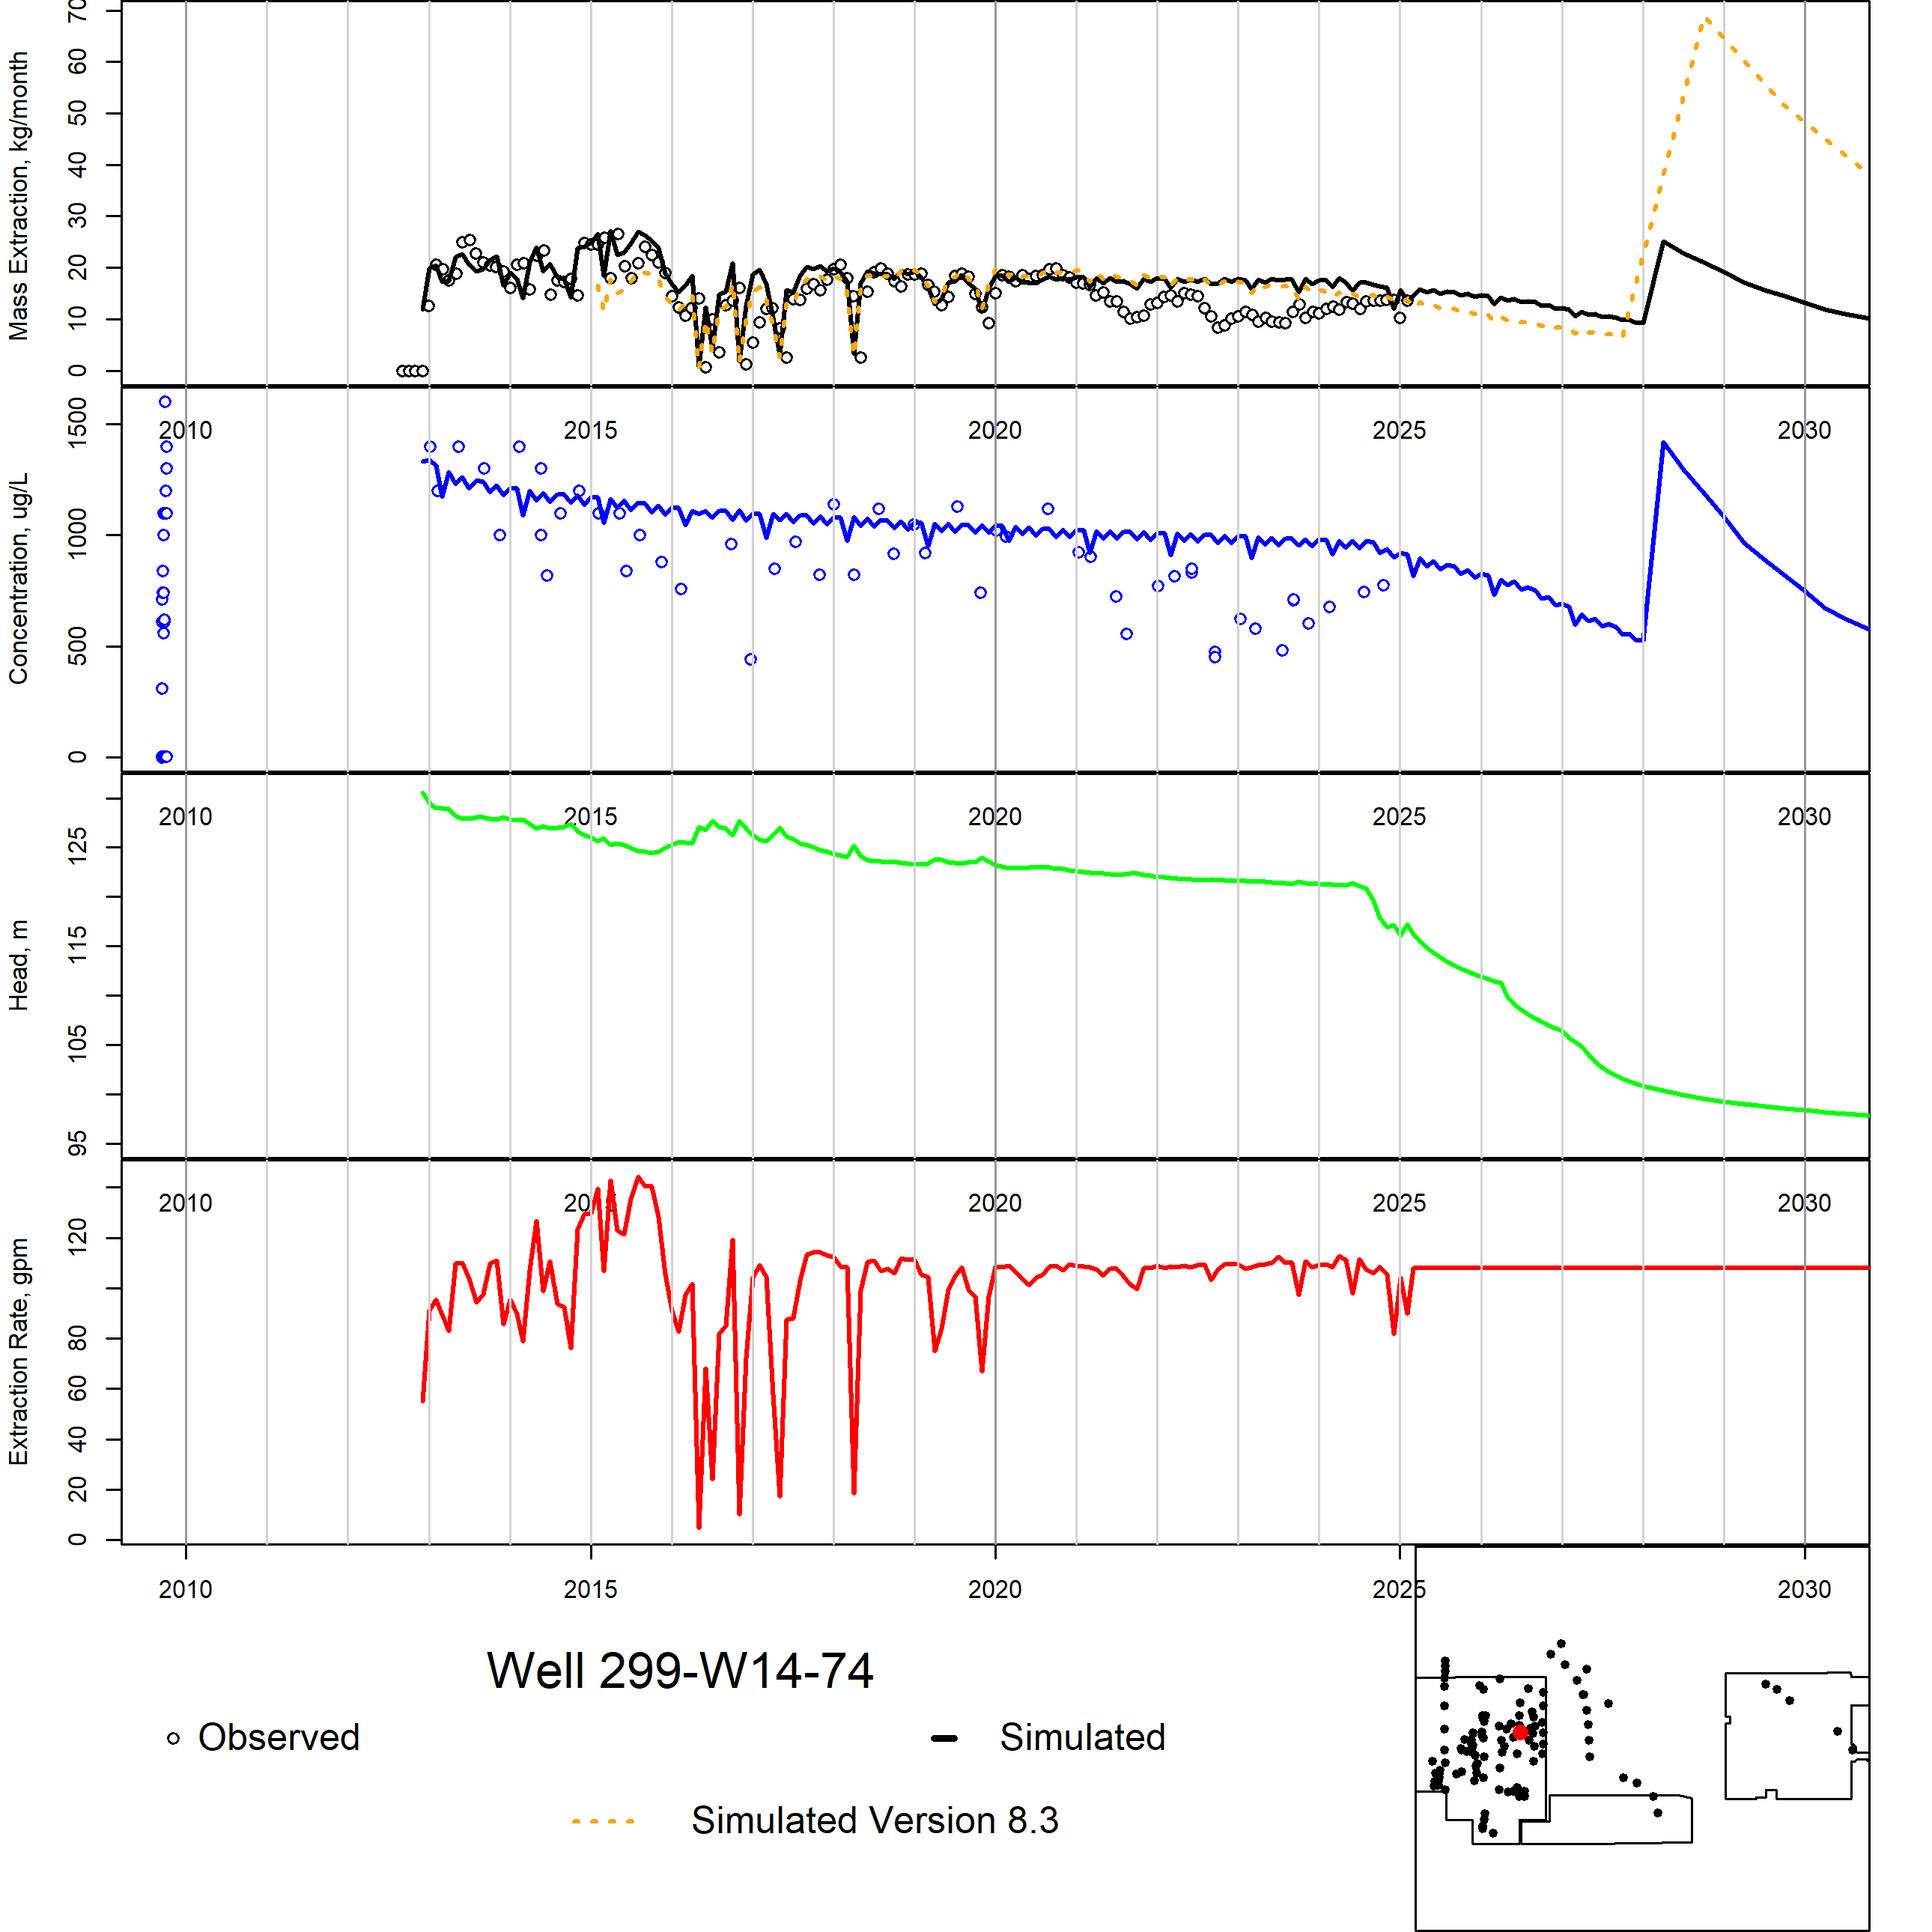 70
60
50
40
30
20
10
0
Mass Extraction, kg/month
2010 2015 2020 2025 2030
1500
1000
500
0
Concentration, ug/L
2010 2015 2020 2025 2030
125
115
105
95
Head, m
2010 2015 2020 2025 2030
120
80
60
40
20
0
Extraction Rate, gpm
2010 2015 2020 2025 2030
Well 299-W14-74
Observed
Simulated
Simulated Version 8.3